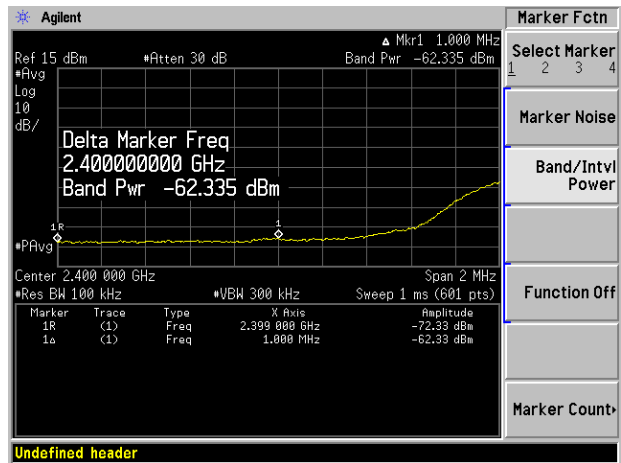 Agilent
Marker Fctn
Δ Mkr1 1.000 MHz
Ref 15 dBm #Atten 30 dB Band Pwr -62.335 dBm
#Avg
Log
10
dB/
Delta Marker Freq
2.400000000 GHz
Band Pwr -62.335 dBm
1R
1
#PAvg
Center 2.400 000 GHz Span 2 MHz
#Res BW 100 kHz #VBW 300 kHz Sweep 1 ms (601 pts)
Marker Trace Type X Axis Amplitude
1R (1) Freq 2.399 000 GHz -72.33 dBm
1Δ (1) Freq 1.000 MHz -62.33 dBm
Select Marker
1 2 3 4
Marker Noise
Band/Intvl
Power
Function Off
Marker Count
Undefined header